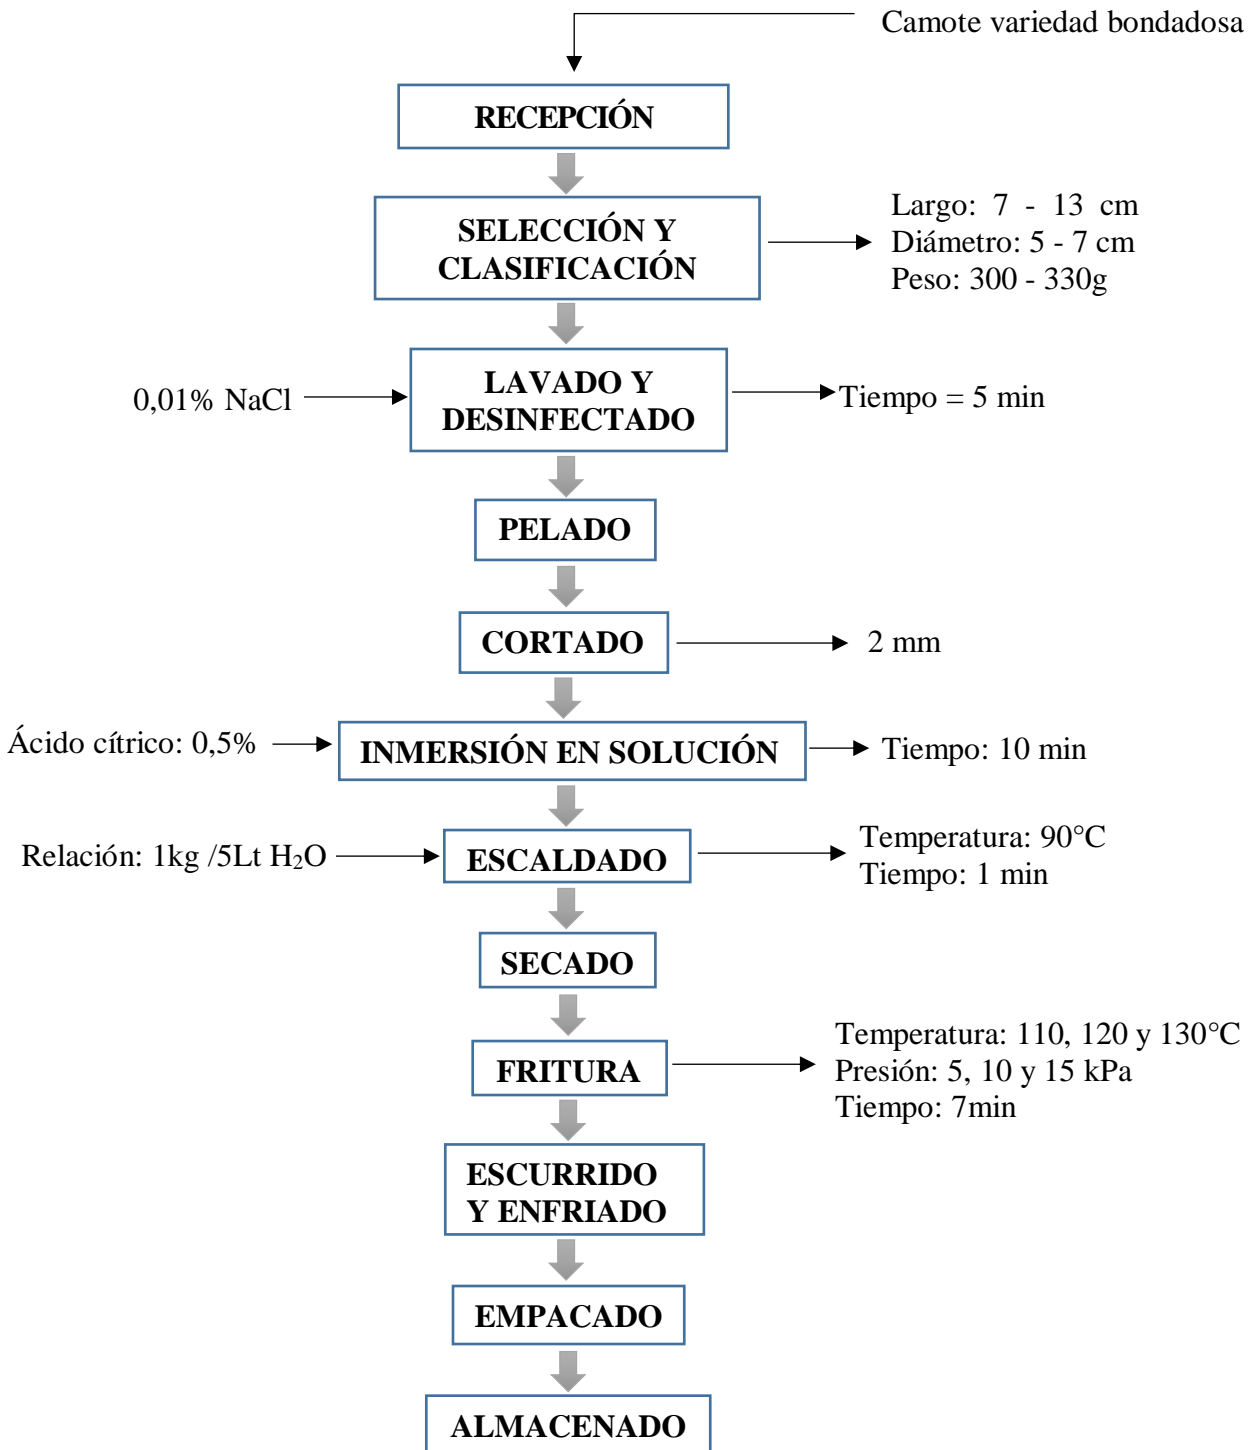 Camote variedad bondadosa
RECEPCIÓN
SELECCIÓN Y
CLASIFICACIÓN
Largo: 7 - 13 cm
Diámetro: 5 - 7 cm
Peso: 300 - 330g
0,01% NaCl
LAVADO Y
DESINFECTADO
Tiempo = 5 min
PELADO
CORTADO
2 mm
Ácido cítrico: 0,5%
INMERSIÓN EN SOLUCIÓN
Tiempo: 10 min
Relación: 1kg /5Lt H₂O
ESCALDADO
Temperatura: 90°C
Tiempo: 1 min
SECADO
FRITURA
Temperatura: 110, 120 y 130°C
Presión: 5, 10 y 15 kPa
Tiempo: 7min
ESCURRIDO
Y ENFRIADO
EMPACADO
ALMACENADO